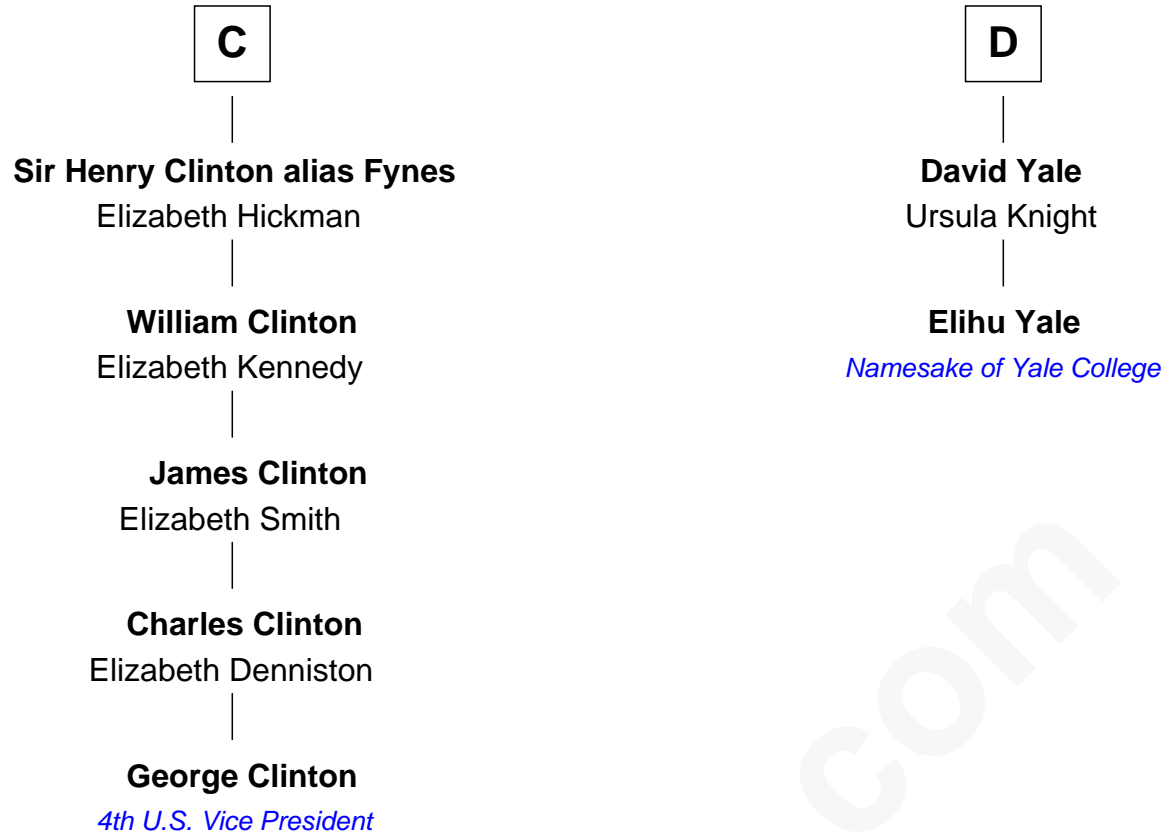 C
Sir Henry Clinton alias Fynes
Elizabeth Hickman
William Clinton
Elizabeth Kennedy
James Clinton
Elizabeth Smith
Charles Clinton
Elizabeth Denniston
George Clinton
4th U.S. Vice President
D
David Yale
Ursula Knight
Elihu Yale
Namesake of Yale College
com